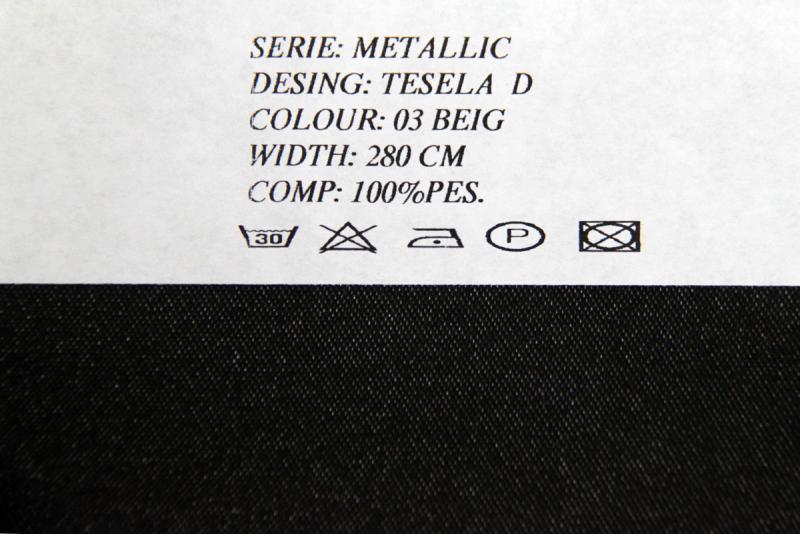 SERIE: METALLIC
DESING: TESELA D
COLOUR: 03 BEIG
WIDTH: 280 CM
COMP: 100%PES.
30 P